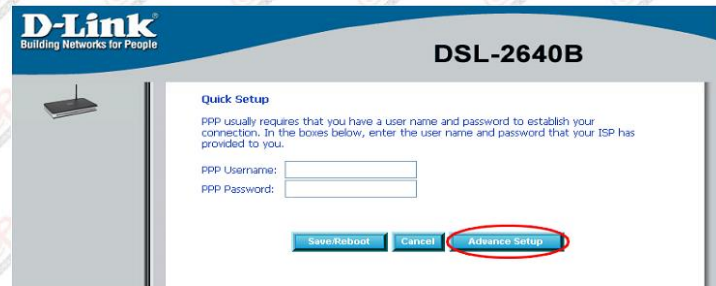 D-Link
Building Networks for People
DSL-2640B
Quick Setup
PPP usually requires that you have a user name and password to establish your
connection. In the boxes below, enter the user name and password that your ISP has
provided to you.
PPP Username:
PPP Password:
Save/Reboot Cancel Advance Setup